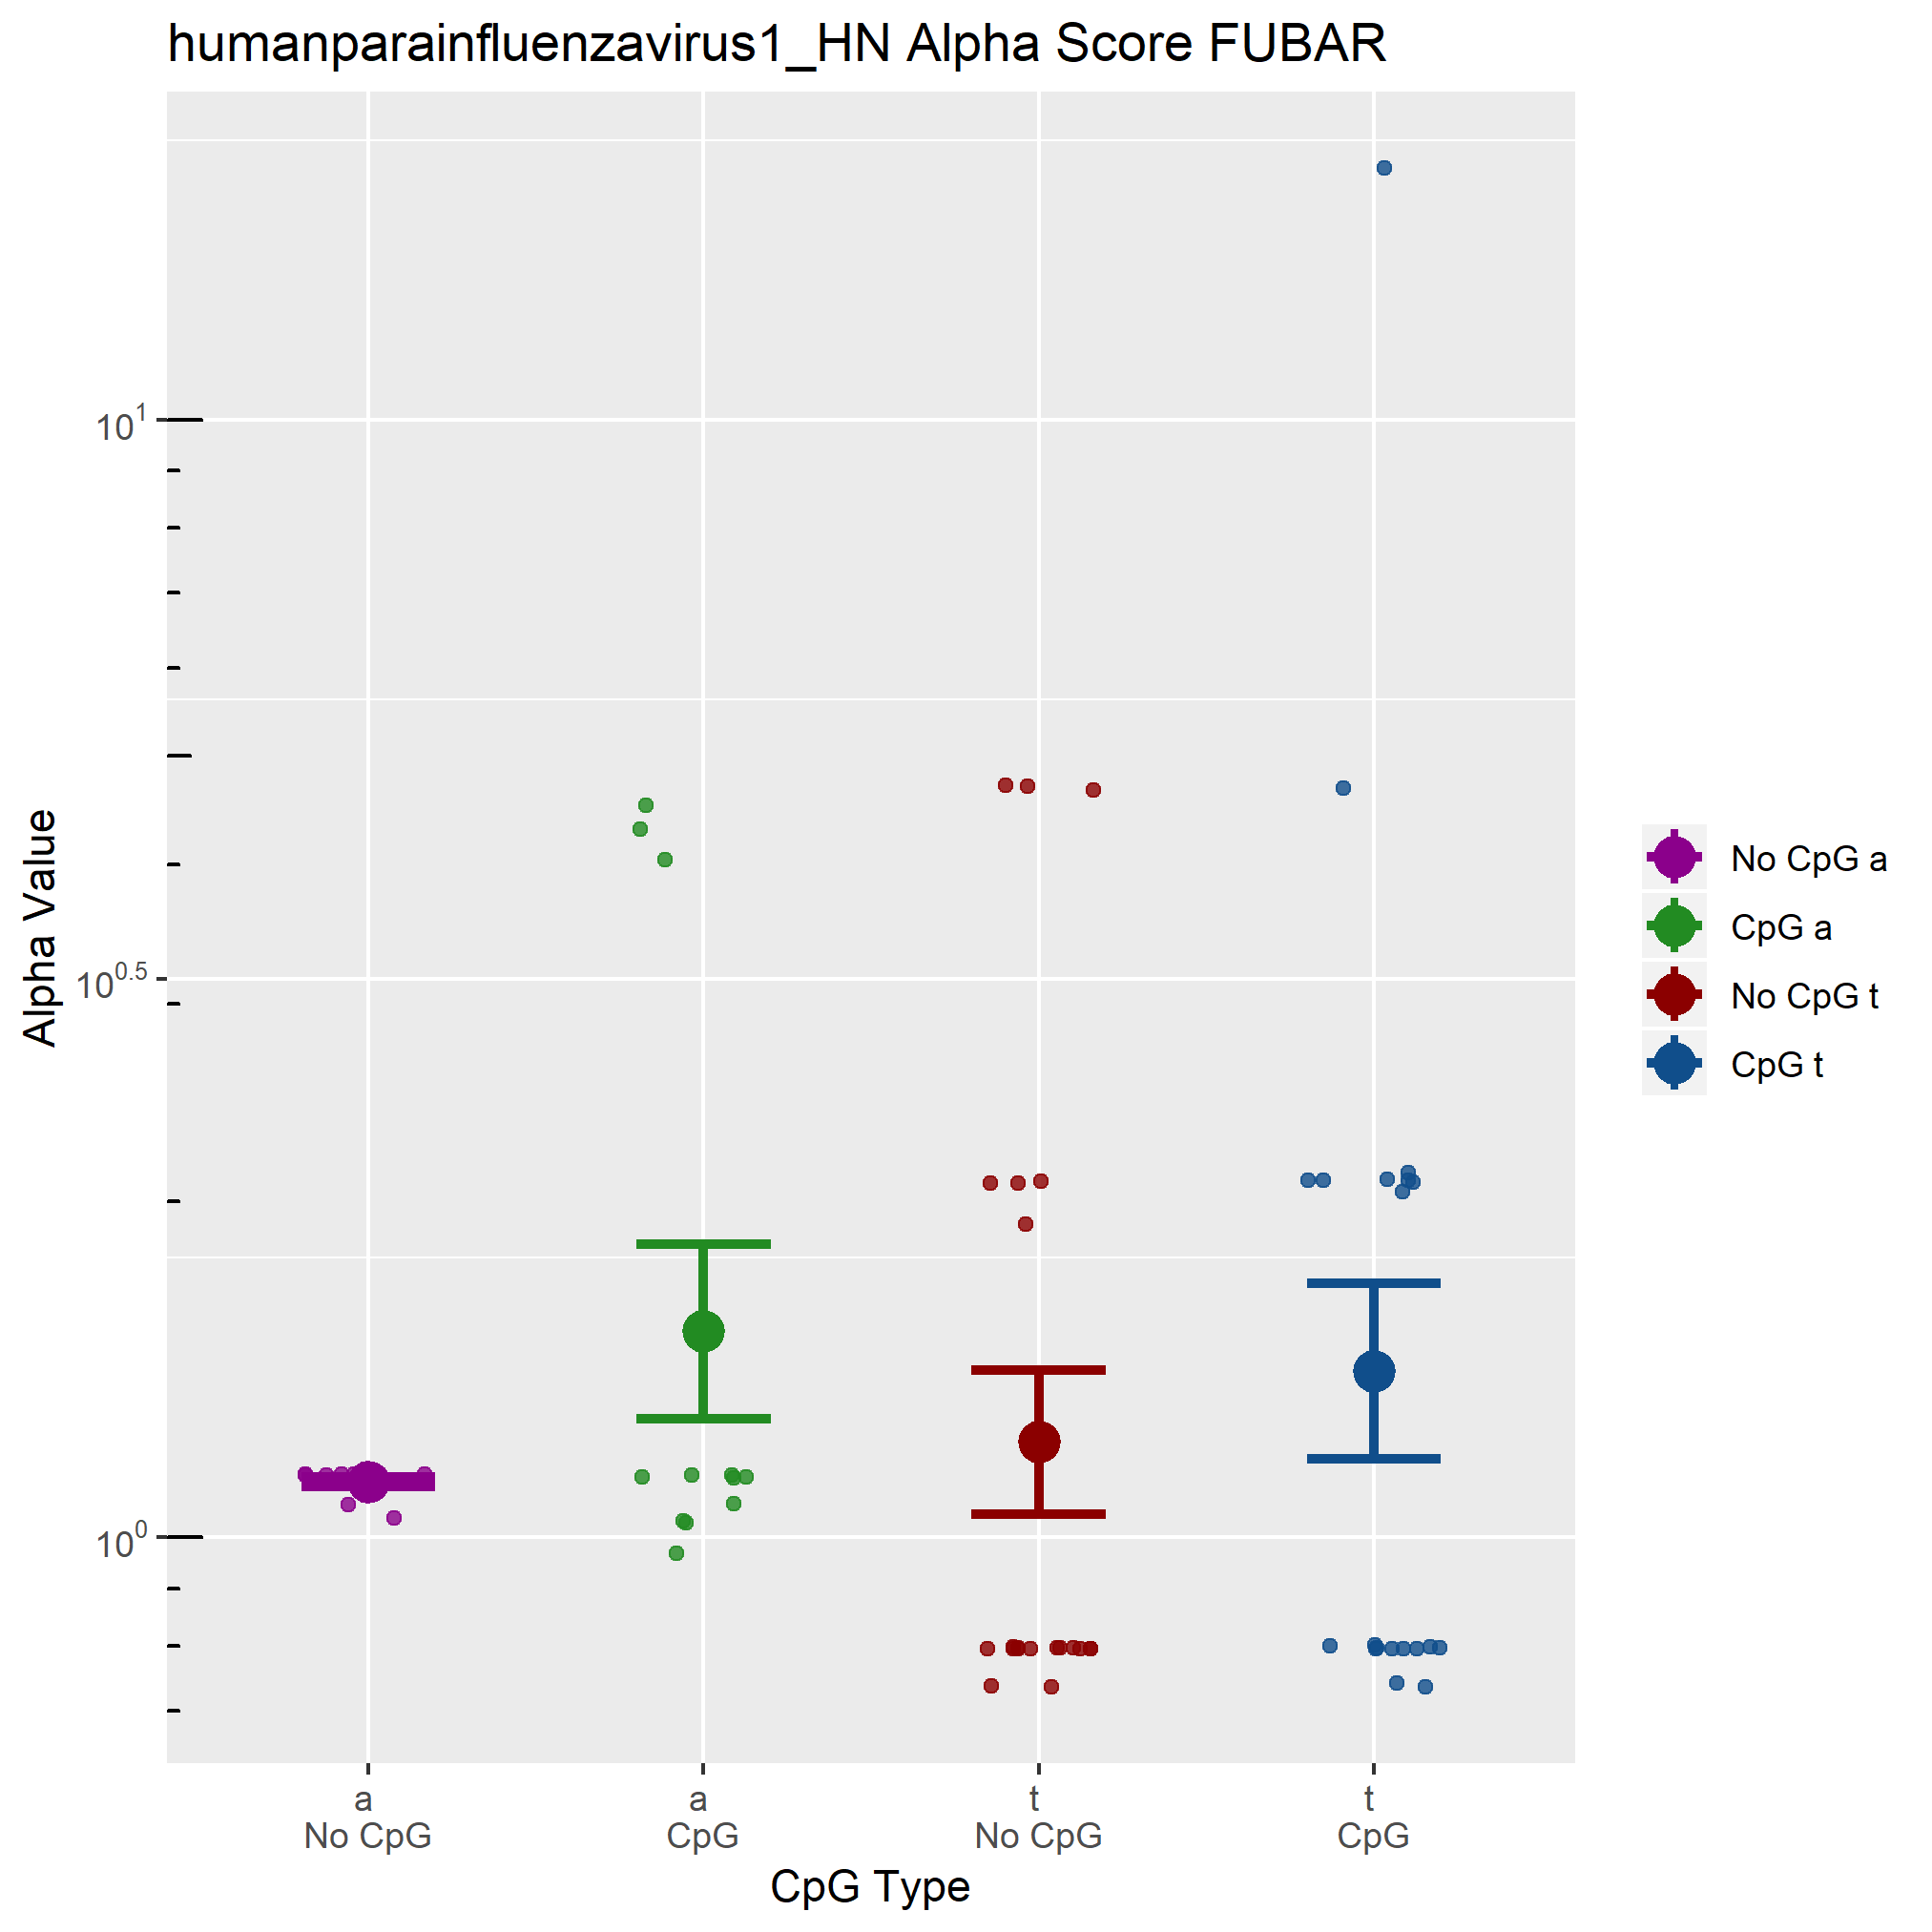 humanparainfluenzavirus1_HN Alpha Score FUBAR
Alpha Value
10^1
10^0.5
10^0
a
No CpG
a
CpG
t
No CpG
t
CpG
CpG Type
No CpG a
CpG a
No CpG t
CpG t